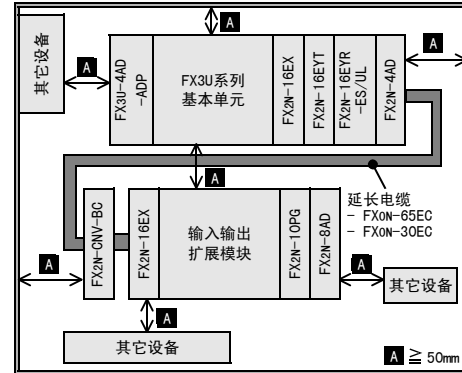 A
其它设备
A
FX3U-4AD
-ADP
FX3U系列
基本单元
FX2N-16EX
FX2N-16EYT
FX2N-16EYR
-ES/UL
FX2N-4AD
A
A
延长电缆
- FX0N-65EC
- FX0N-30EC
FX2N-CNV-BC
FX2N-16EX
输入输出
扩展模块
FX2N-10PG
FX2N-8AD
A
A
其它设备
A
其它设备
A ≧ 50mm